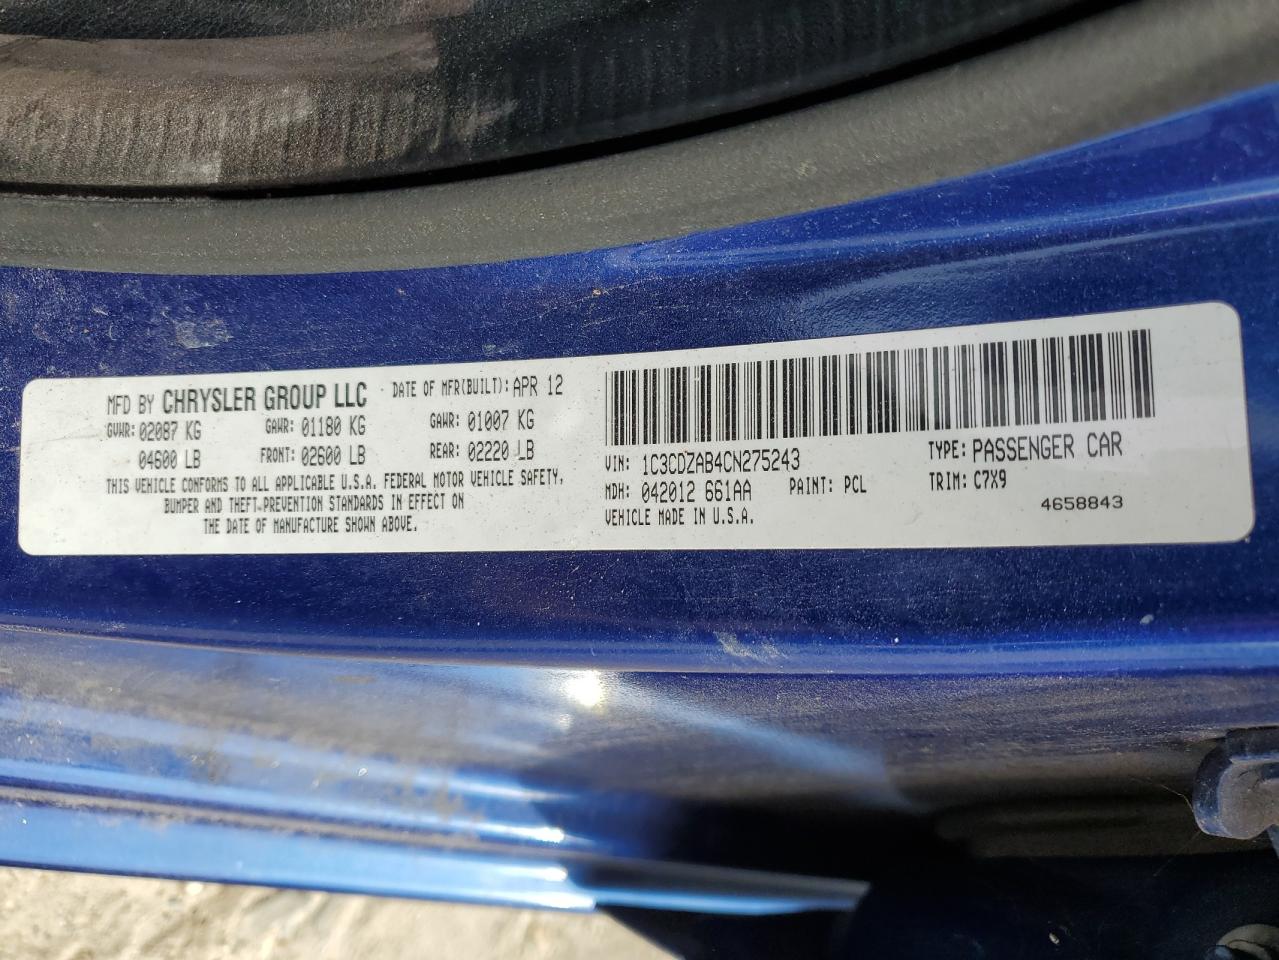 MFD BY CHRYSLER GROUP LLC DATE OF MFR(BUILT): APR 12
GVWR: 02087 KG GAWR: 01180 KG GAWR: 01007 KG
04600 LB FRONT: 02600 LB REAR: 02220 LB
THIS VEHICLE CONFORMS TO ALL APPLICABLE U.S.A. FEDERAL MOTOR VEHICLE SAFETY,
BUMPER AND THEFT-PREVENTION STANDARDS IN EFFECT ON
THE DATE OF MANUFACTURE SHOWN ABOVE.
VIN: 1C3CDZAB4CN275243 TYPE: PASSENGER CAR
MDH: 042012 661AA PAINT: PCL TRIM: C7X9
VEHICLE MADE IN U.S.A. 4658843